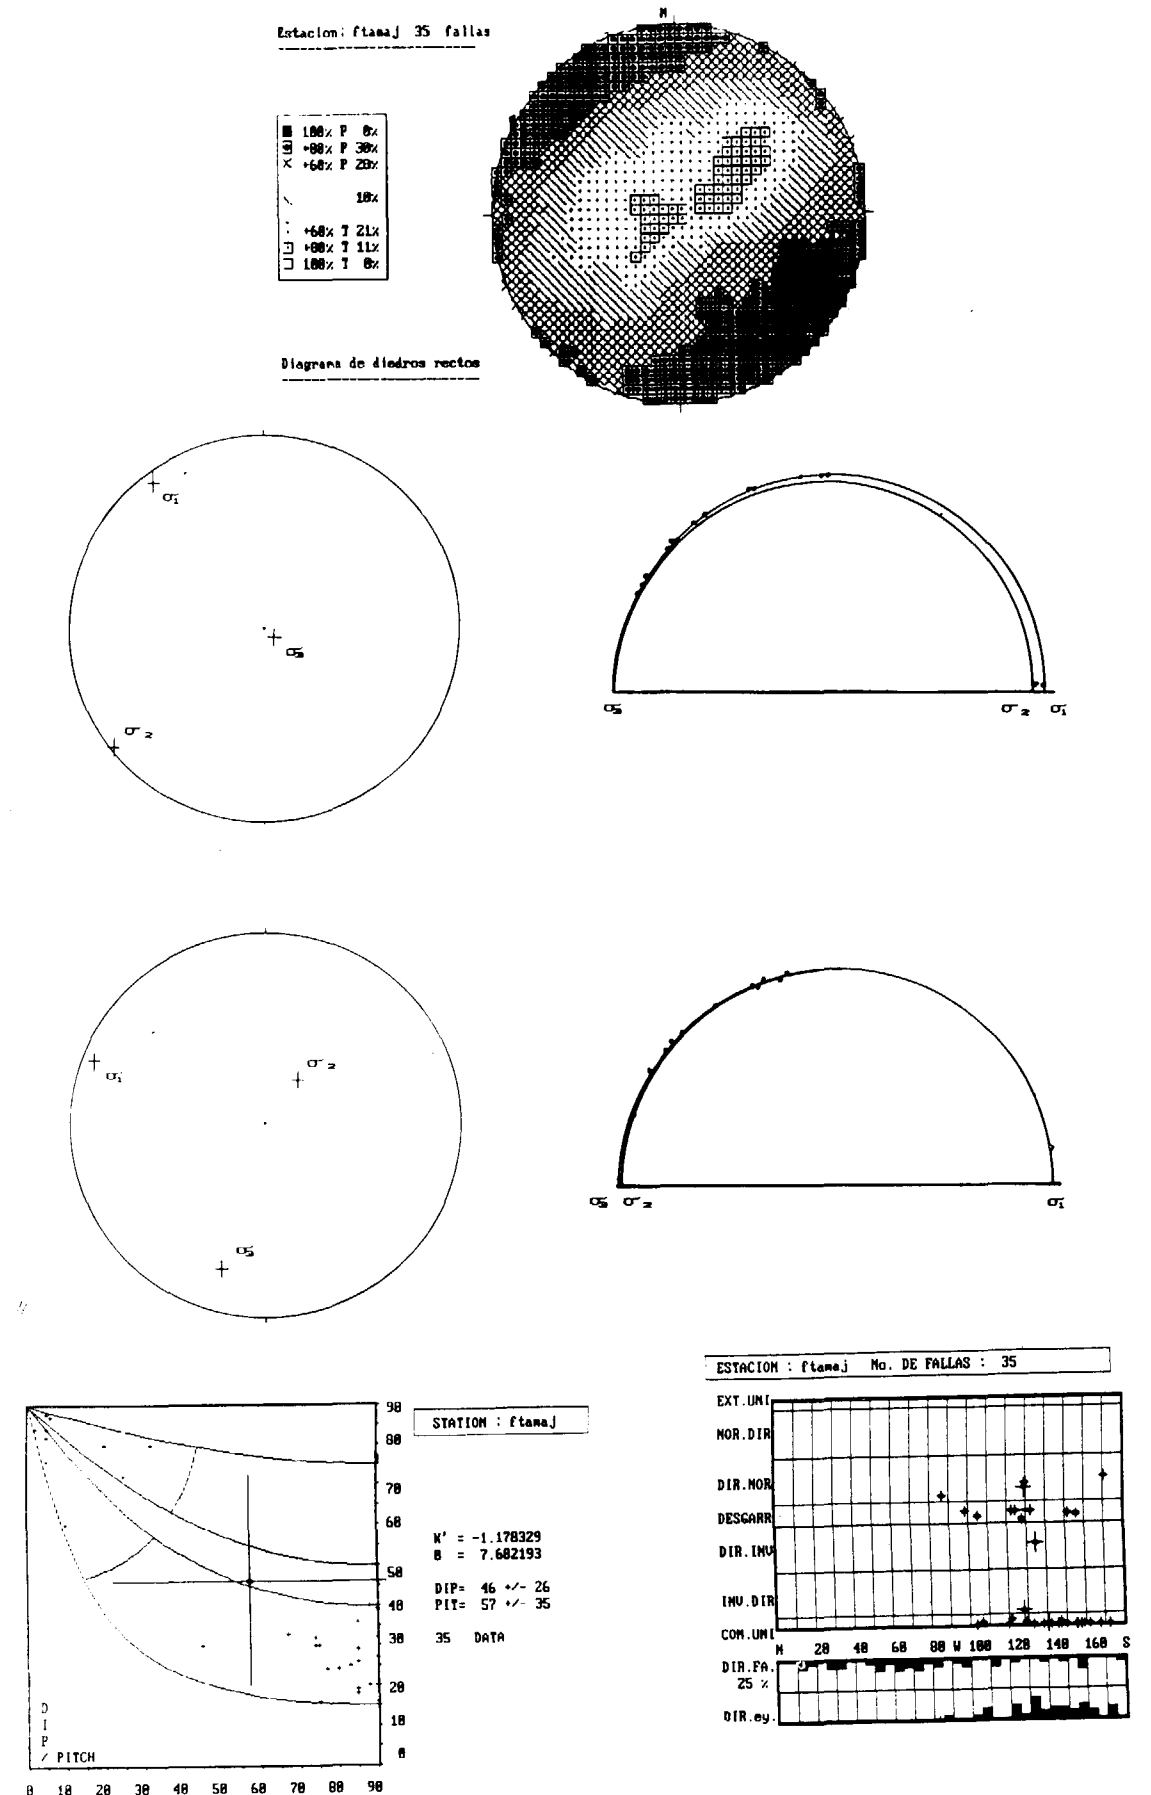 Estacion: ftamaj 35 fallas
N
100% P 0%
+80% P 30%
+60% P 20%
10%
+60% T 21%
+80% T 11%
100% T 0%
Diagrama de diedros rectos
σ1
σ3
σ2
σ3 σ2 σ1
σ1
σ2
σ3
σ3 σ2 σ1
STATION : ftamaj
K' = -1.178329
B = 7.682193
DIP= 46 +/- 26
PIT= 57 +/- 35
35 DATA
90
80
70
60
50
40
30
20
10
0
DIP
/ PITCH
0 10 20 30 40 50 60 70 80 90
ESTACION : ftamaj No. DE FALLAS : 35
EXT.UNI
NOR.DIR
DIR.NOR
DESGARR
DIR.INV
INV.DIR
COM.UNI
N 20 40 60 80 W 100 120 140 160 S
DIR.FA.
25 %
DIR.ey.